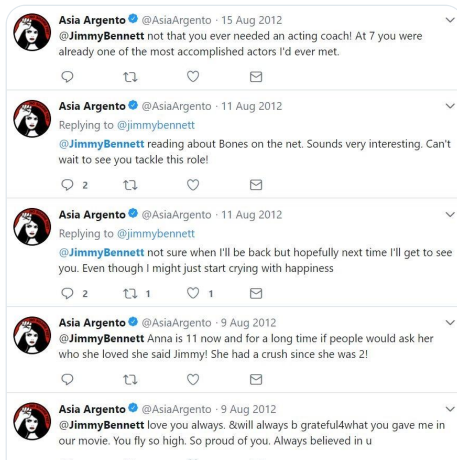 Asia Argento @AsiaArgento · 15 Aug 2012
@JimmyBennett not that you ever needed an acting coach! At 7 you were
already one of the most accomplished actors I'd ever met.
Asia Argento @AsiaArgento · 11 Aug 2012
Replying to @jimmybennett
@JimmyBennett reading about Bones on the net. Sounds very interesting. Can't
wait to see you tackle this role!
2
Asia Argento @AsiaArgento · 11 Aug 2012
Replying to @jimmybennett
@JimmyBennett not sure when I'll be back but hopefully next time I'll get to see
you. Even though I might just start crying with happiness
2 1 1
Asia Argento @AsiaArgento · 9 Aug 2012
@JimmyBennett Anna is 11 now and for a long time if people would ask her
who she loved she said Jimmy! She had a crush since she was 2!
Asia Argento @AsiaArgento · 9 Aug 2012
@JimmyBennett love you always. &will always b grateful4what you gave me in
our movie. You fly so high. So proud of you. Always believed in u